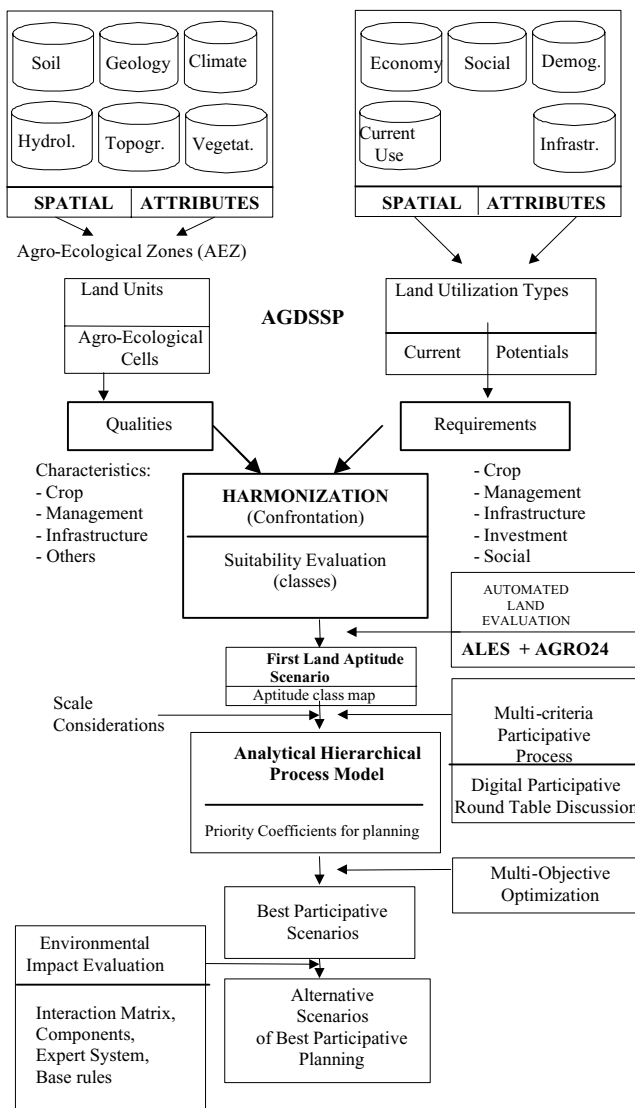 Soil
Geology
Climate
Hydrol.
Topogr.
Vegetat.
SPATIAL
ATTRIBUTES
Economy
Social
Demog.
Current
Use
Infrastr.
SPATIAL
ATTRIBUTES
Agro-Ecological Zones (AEZ)
Land Units
Agro-Ecological
Cells
AGDSSP
Land Utilization Types
Current
Potentials
Qualities
Requirements
Characteristics:
- Crop
- Management
- Infrastructure
- Others
HARMONIZATION
(Confrontation)
Suitability Evaluation
(classes)
- Crop
- Management
- Infrastructure
- Investment
- Social
AUTOMATED
LAND
EVALUATION
ALES + AGRO24
First Land Aptitude
Scenario
Aptitude class map
Scale
Considerations
Multi-criteria
Participative
Process
Digital Participative
Round Table Discussion
Analytical Hierarchical
Process Model
Priority Coefficients for planning
Multi-Objective
Optimization
Best Participative
Scenarios
Environmental
Impact Evaluation
Interaction Matrix,
Components,
Expert System,
Base rules
Alternative
Scenarios
of Best Participative
Planning